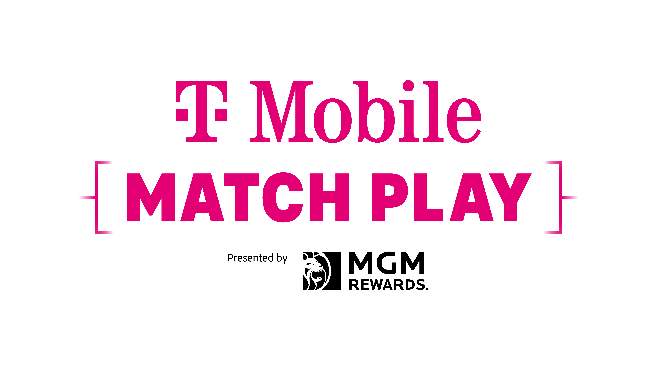 T Mobile
MATCH PLAY
Presented by
MGM
REWARDS.